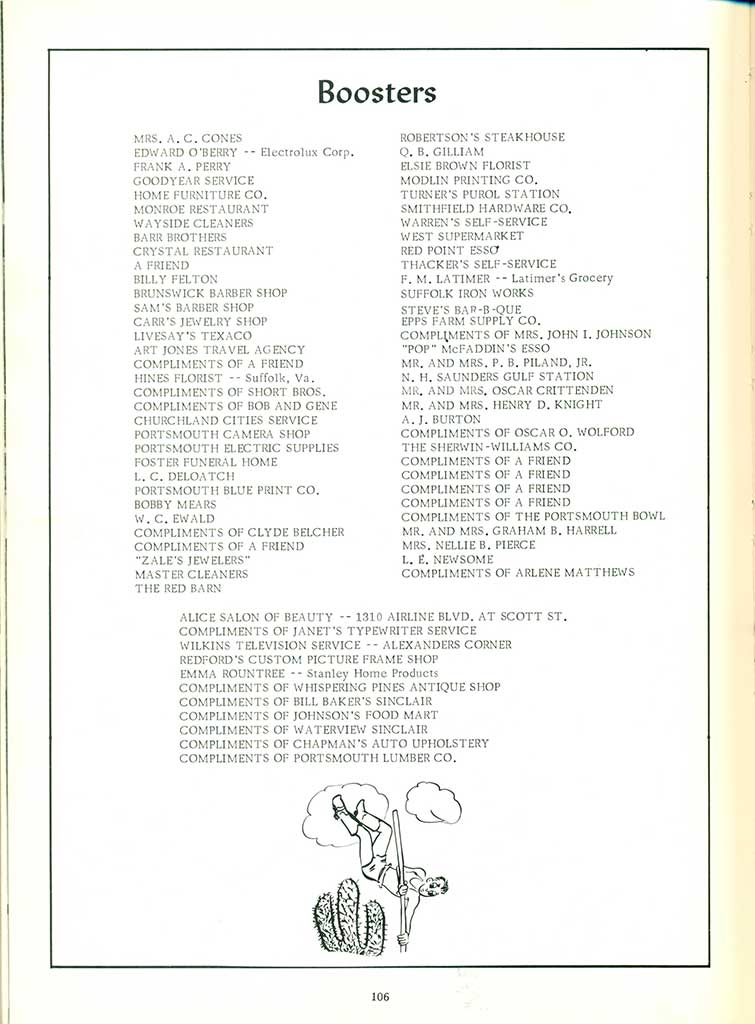 Boosters
MRS. A. C. CONES
EDWARD O'BERRY -- Electrolux Corp.
FRANK A. PERRY
GOODYEAR SERVICE
HOME FURNITURE CO.
MONROE RESTAURANT
WAYSIDE CLEANERS
BARR BROTHERS
CRYSTAL RESTAURANT
A FRIEND
BILLY FELTON
BRUNSWICK BARBER SHOP
SAM'S BARBER SHOP
CARR'S JEWELRY SHOP
LIVESAY'S TEXACO
ART JONES TRAVEL AGENCY
COMPLIMENTS OF A FRIEND
HINES FLORIST -- Suffolk, Va.
COMPLIMENTS OF SHORT BROS.
COMPLIMENTS OF BOB AND GENE
CHURCHLAND CITIES SERVICE
PORTSMOUTH CAMERA SHOP
PORTSMOUTH ELECTRIC SUPPLIES
FOSTER FUNERAL HOME
L. C. DELOATCH
PORTSMOUTH BLUE PRINT CO.
BOBBY MEARS
W. C. EWALD
COMPLIMENTS OF CLYDE BELCHER
COMPLIMENTS OF A FRIEND
"ZALE'S JEWELERS"
MASTER CLEANERS
THE RED BARN
ROBERTSON'S STEAKHOUSE
Q. B. GILLIAM
ELSIE BROWN FLORIST
MODLIN PRINTING CO.
TURNER'S PUROL STATION
SMITHFIELD HARDWARE CO.
WARREN'S SELF-SERVICE
WEST SUPERMARKET
RED POINT ESSO
THACKER'S SELF-SERVICE
F. M. LATIMER -- Latimer's Grocery
SUFFOLK IRON WORKS
STEVE'S BAR-B-QUE
EPPS FARM SUPPLY CO.
COMPLIMENTS OF MRS. JOHN I. JOHNSON
"POP" McFADDIN'S ESSO
MR. AND MRS. P. B. PILAND, JR.
N. H. SAUNDERS GULF STATION
MR. AND MRS. OSCAR CRITTENDEN
MR. AND MRS. HENRY D. KNIGHT
A. J. BURTON
COMPLIMENTS OF OSCAR O. WOLFORD
THE SHERWIN-WILLIAMS CO.
COMPLIMENTS OF A FRIEND
COMPLIMENTS OF A FRIEND
COMPLIMENTS OF A FRIEND
COMPLIMENTS OF A FRIEND
COMPLIMENTS OF THE PORTSMOUTH BOWL
MR. AND MRS. GRAHAM B. HARRELL
MRS. NELLIE B. PIERCE
L. E. NEWSOME
COMPLIMENTS OF ARLENE MATTHEWS
ALICE SALON OF BEAUTY -- 1310 AIRLINE BLVD. AT SCOTT ST.
COMPLIMENTS OF JANET'S TYPEWRITER SERVICE
WILKINS TELEVISION SERVICE -- ALEXANDERS CORNER
REDFORD'S CUSTOM PICTURE FRAME SHOP
EMMA ROUNTREE -- Stanley Home Products
COMPLIMENTS OF WHISPERING PINES ANTIQUE SHOP
COMPLIMENTS OF BILL BAKER'S SINCLAIR
COMPLIMENTS OF JOHNSON'S FOOD MART
COMPLIMENTS OF WATERVIEW SINCLAIR
COMPLIMENTS OF CHAPMAN'S AUTO UPHOLSTERY
COMPLIMENTS OF PORTSMOUTH LUMBER CO.
106